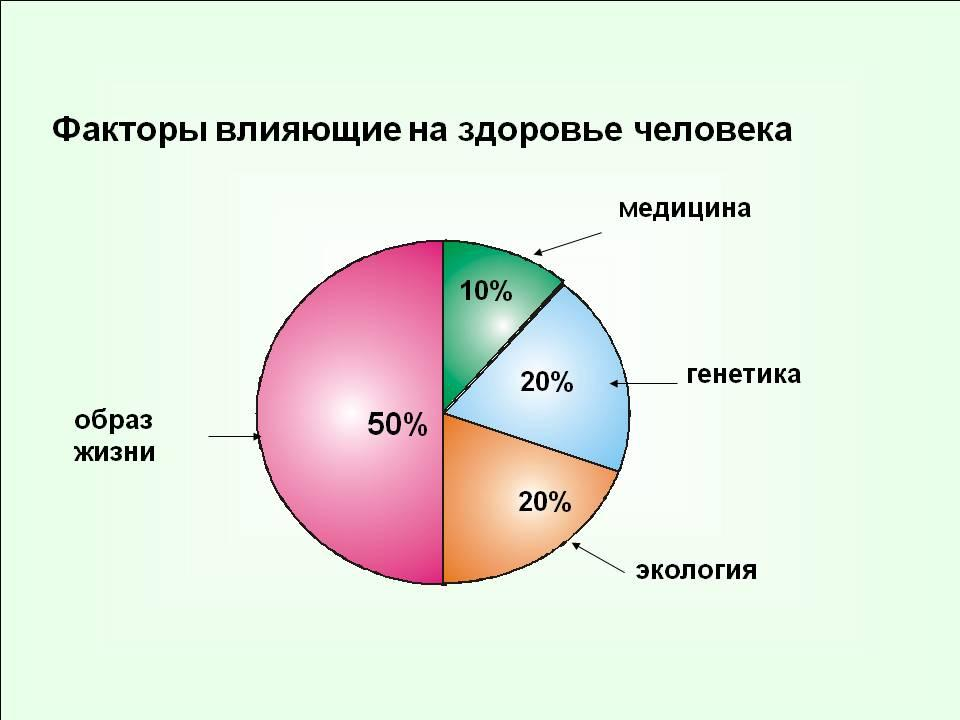 Факторы влияющие на здоровье человека
медицина
10%
генетика
20%
образ
жизни
50%
20%
экология